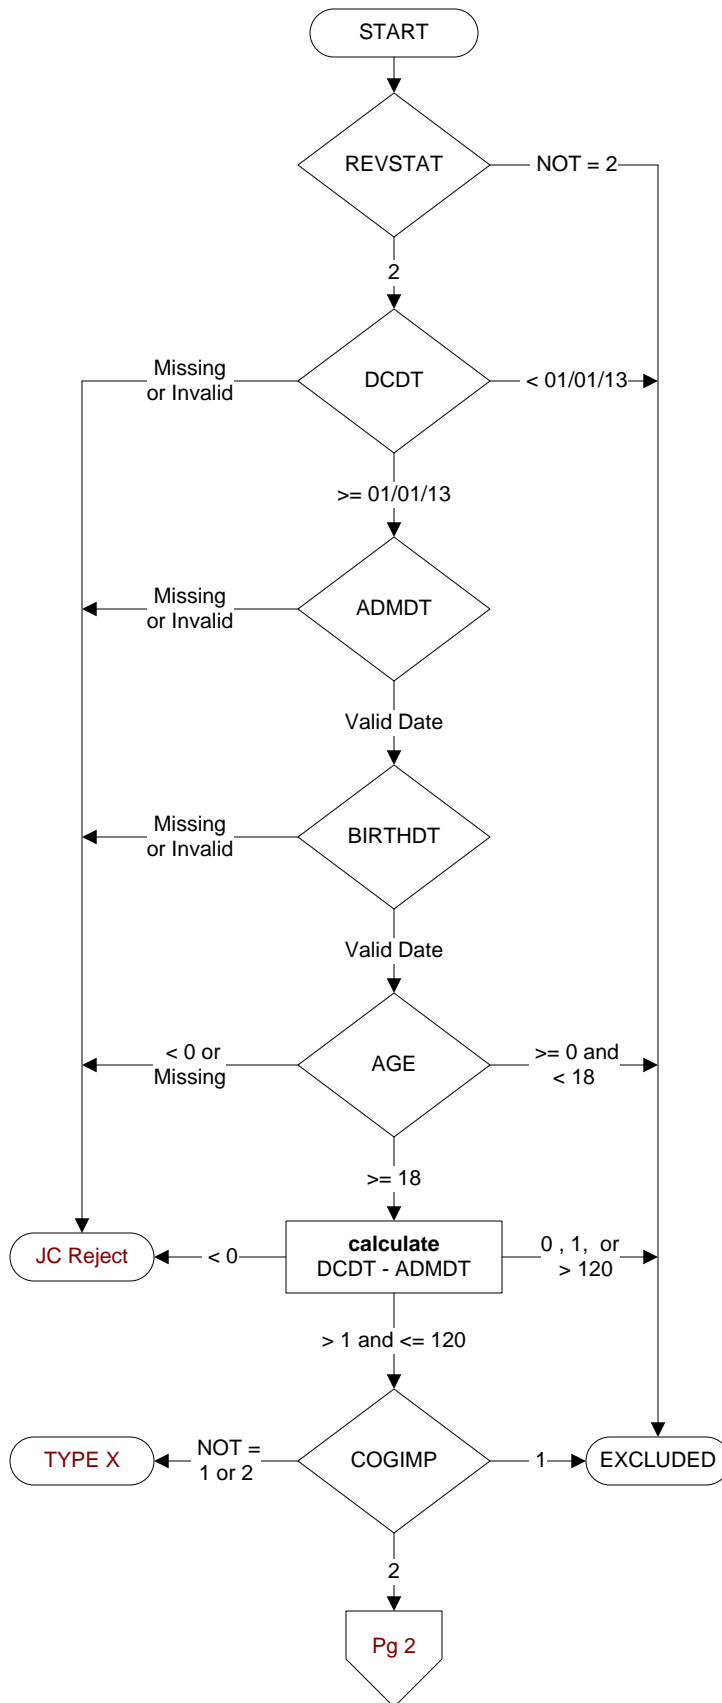 START
REVSTAT
NOT = 2
2
Missing
or Invalid
DCDT
< 01/01/13
>= 01/01/13
Missing
or Invalid
ADMDT
Valid Date
Missing
or Invalid
BIRTHDT
Valid Date
< 0 or
Missing
AGE
>= 0 and
< 18
>= 18
JC Reject
< 0
calculate
DCDT - ADMDT
0 , 1, or
> 120
> 1 and <= 120
TYPE X
NOT =
1 or 2
COGIMP
1
EXCLUDED
2
Pg 2